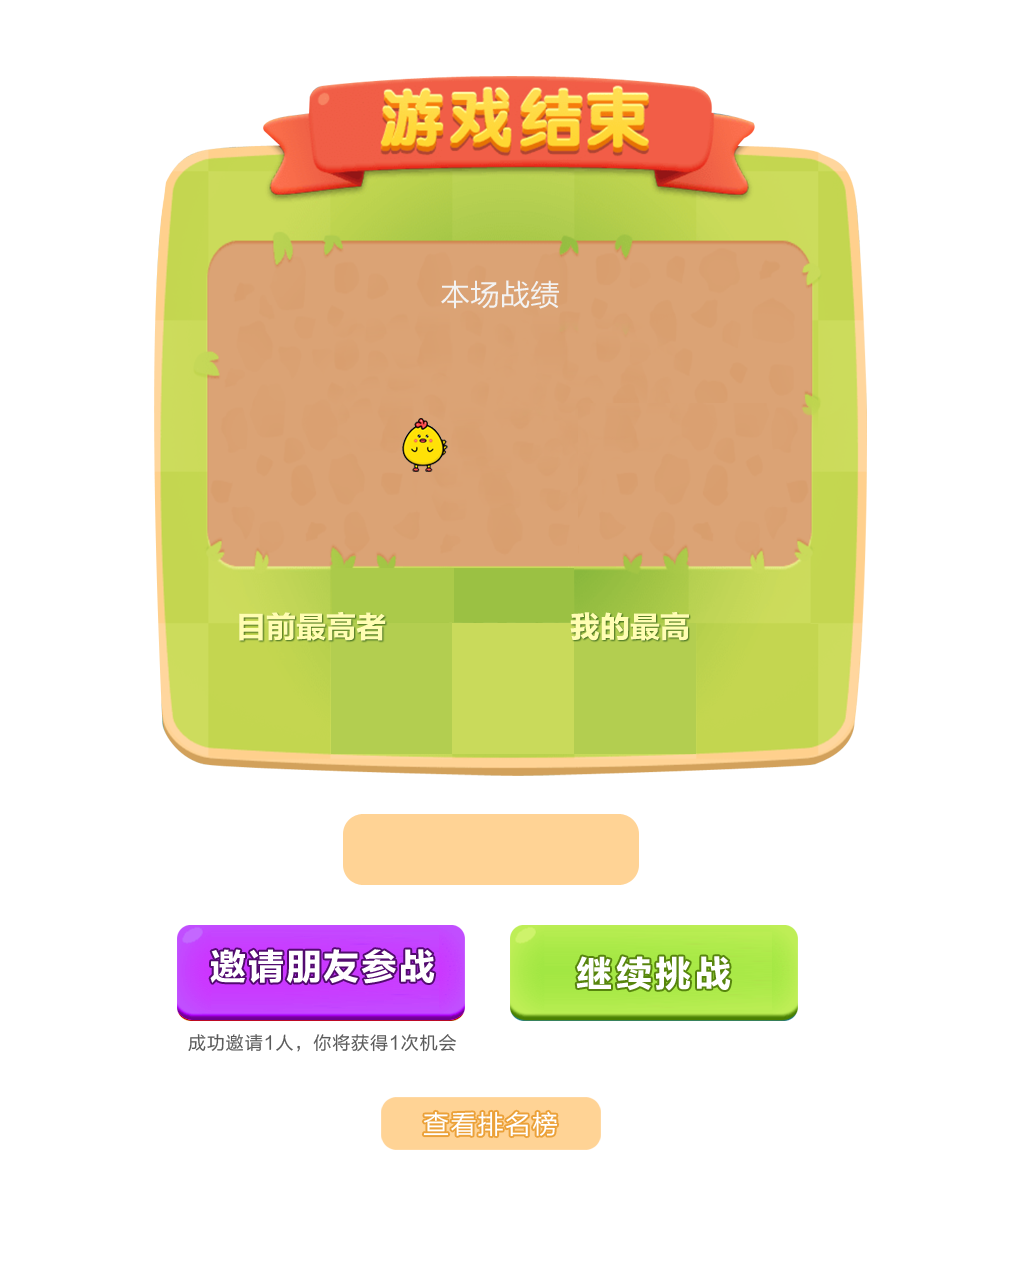 游戏结束
本场战绩
目前最高者
我的最高
邀请朋友参战
继续挑战
成功邀请1人，你将获得1次机会
查看排名榜